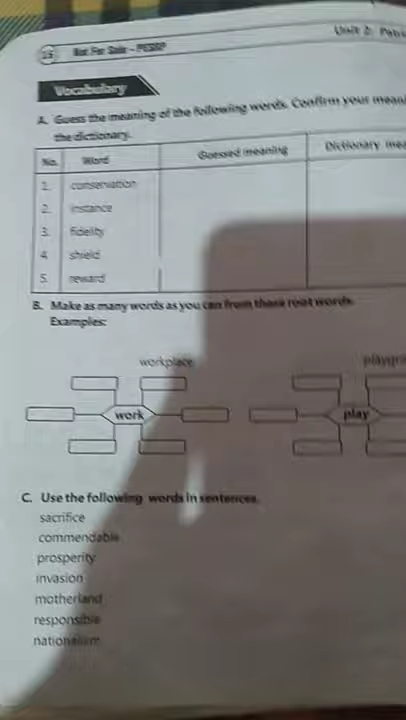 16 Not For Sale - PESRP
Unit 2:
Vocabulary
A. Guess the meaning of the following words. Confirm your
the dictionary.
No. Word Guessed meaning Dictionary
1. conservation
2. instance
3. fidelity
4. shield
5. reward
B. Make as many words as you can from these root words.
Examples:
workplace
work play
C. Use the following words in sentences.
sacrifice
commendable
prosperity
invasion
motherland
responsible
nationalism